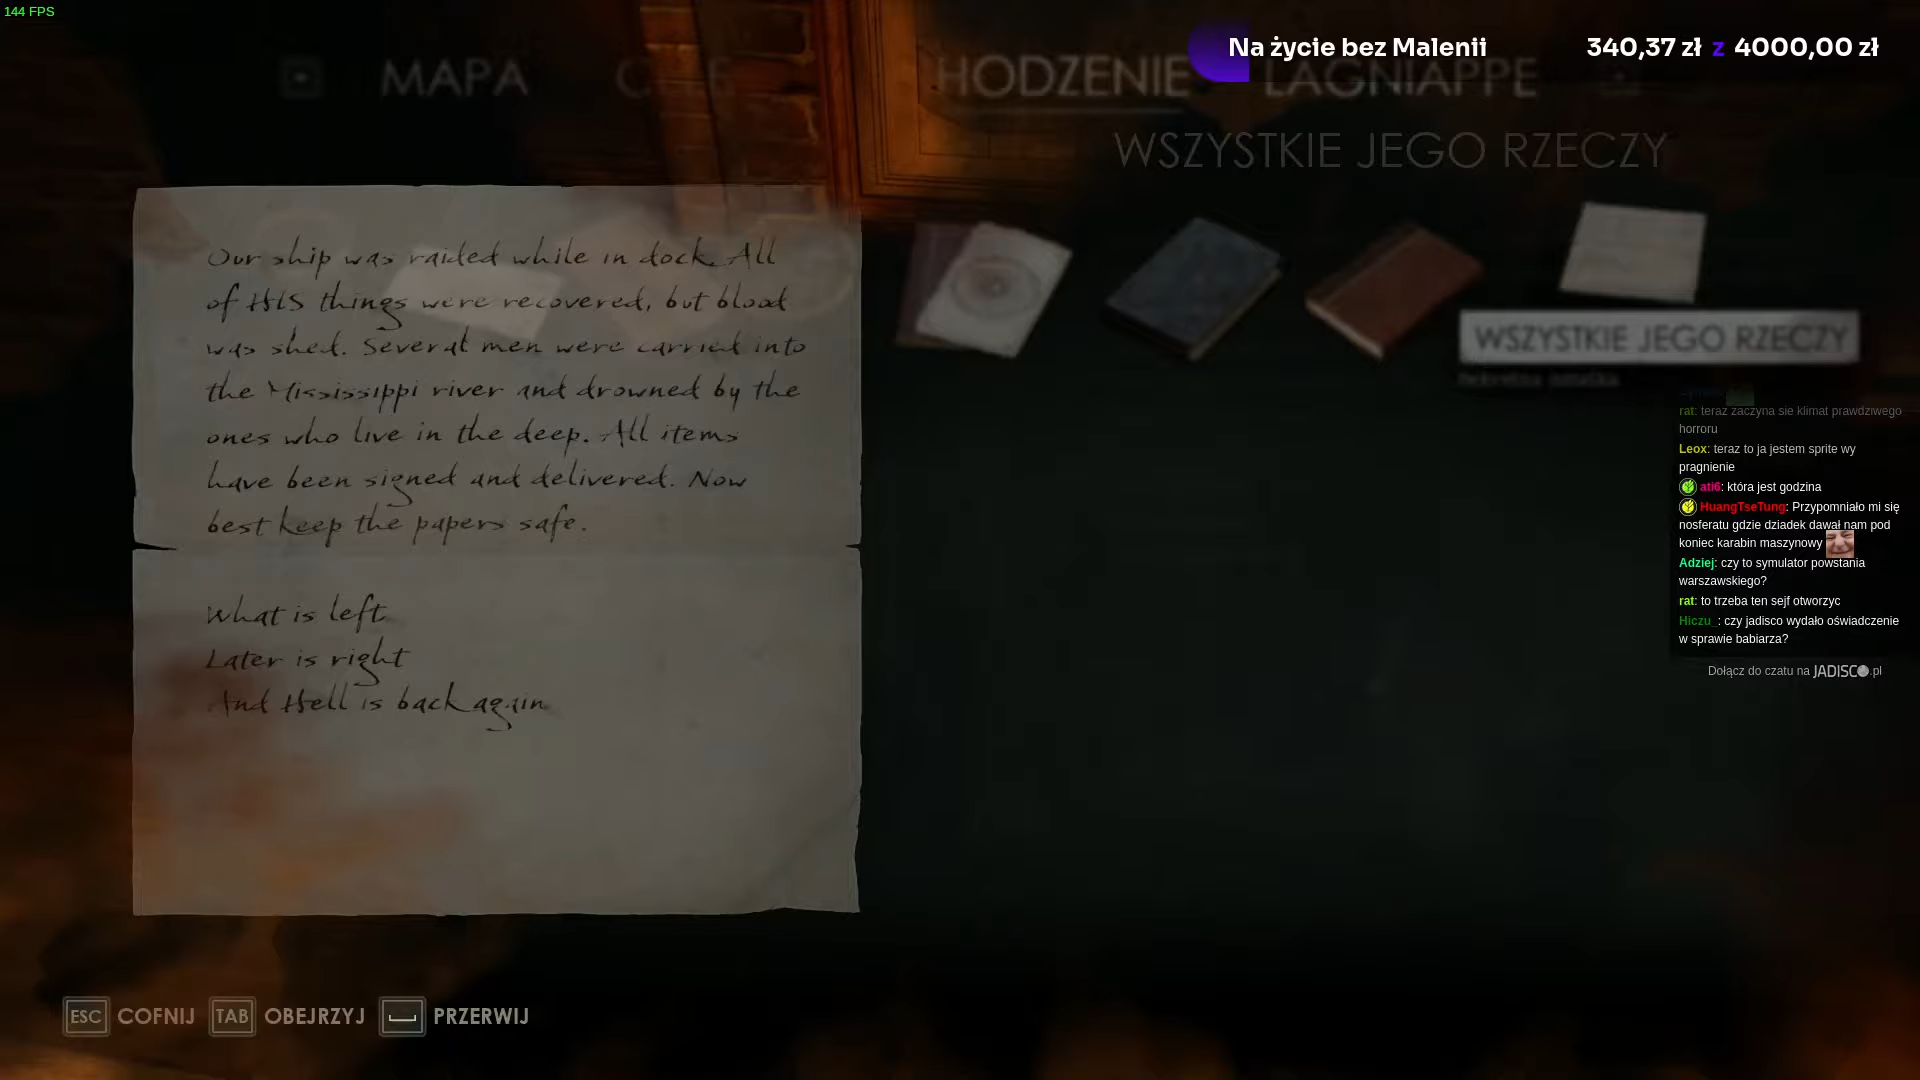 144 FPS
Na życie bez Malenii 340,37 zł z 4000,00 zł
MAPA HODZENIE LAGNIAPPE
WSZYSTKIE JEGO RZECZY
Our ship was raided while in dock. All
of HIS things were recovered, but blood
was shed. Several men were carried into
the Mississippi river and drowned by the
ones who live in the deep. All items
have been signed and delivered. Now
best keep the papers safe.
What is left
Later is right
And Hell is back again
WSZYSTKIE JEGO RZECZY
rat: teraz zaczyna sie klimat prawdziwego
horroru
Leox: teraz to ja jestem sprite wy
pragnienie
ati6: która jest godzina
HuangTseTung: Przypomniało mi się
nosferatu gdzie dziadek dawał nam pod
koniec karabin maszynowy
Adziej: czy to symulator powstania
warszawskiego?
rat: to trzeba ten sejf otworzyc
Hiczu_: czy jadisco wydało oświadczenie
w sprawie babiarza?
Dołącz do czatu na JADISCO.pl
ESC COFNIJ TAB OBEJRZYJ PRZERWIJ